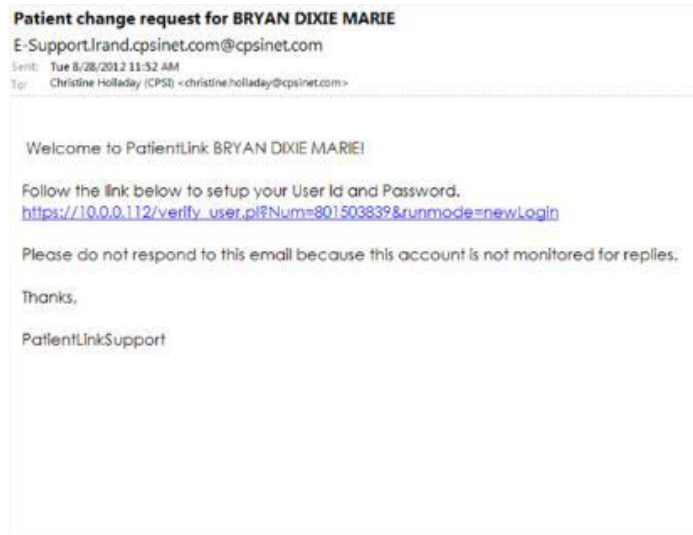 Patient change request for BRYAN DIXIE MARIE
E-Support.lrand.cpsinet.com@cpsinet.com
Sent: Tue 8/28/2012 11:52 AM
To: Christine Holladay (CPSI) <christine.holladay@cpsinet.com>
Welcome to PatientLink BRYAN DIXIE MARIE!
Follow the link below to setup your User Id and Password.
https://10.0.0.112/verify_user.pl?Num=801503839&runmode=newLogin
Please do not respond to this email because this account is not monitored for replies.
Thanks,
PatientLinkSupport